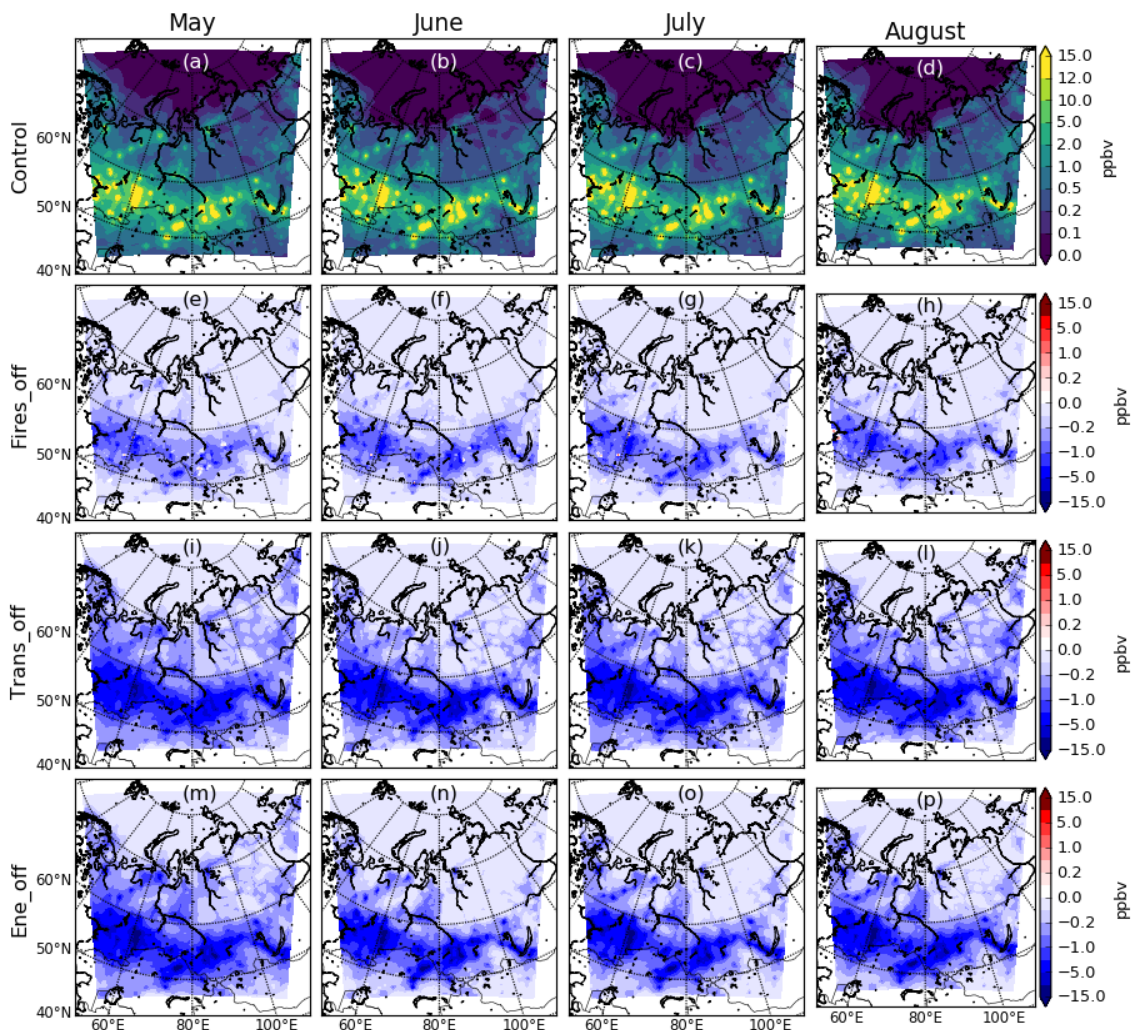 May June July August
Control
(a) (b) (c) (d)
60°N
50°N
40°N
15.0
12.0
10.0
5.0
2.0
1.0
0.5
0.2
0.1
0.0
ppbv
Fires_off
(e) (f) (g) (h)
60°N
50°N
40°N
15.0
5.0
1.0
0.2
0.0
−0.2
−1.0
−5.0
−15.0
ppbv
Trans_off
(i) (j) (k) (l)
60°N
50°N
40°N
15.0
5.0
1.0
0.2
0.0
−0.2
−1.0
−5.0
−15.0
ppbv
Ene_off
(m) (n) (o) (p)
60°N
50°N
40°N
15.0
5.0
1.0
0.2
0.0
−0.2
−1.0
−5.0
−15.0
ppbv
60°E 80°E 100°E 60°E 80°E 100°E 60°E 80°E 100°E 60°E 80°E 100°E